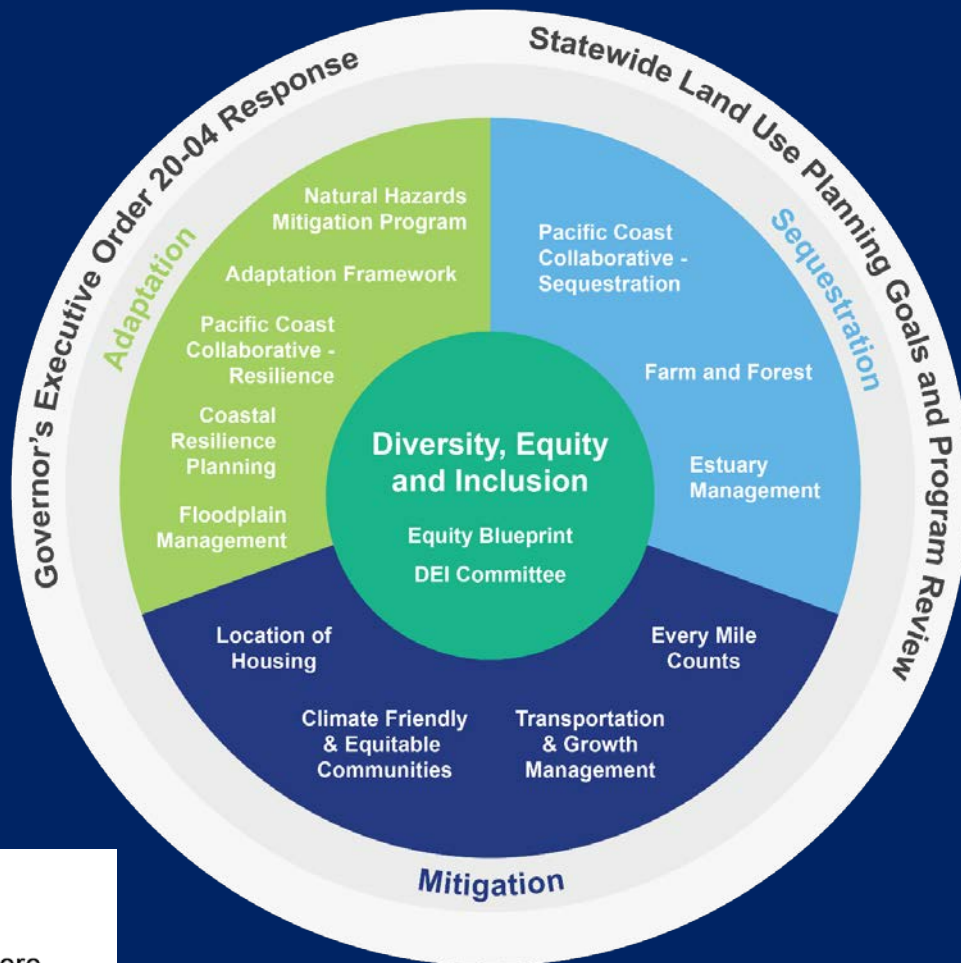 Governor's Executive Order 20-04 Response
Statewide Land Use Planning Goals and Program Review
Adaptation
Natural Hazards
Mitigation Program
Adaptation Framework
Pacific Coast
Collaborative -
Resilience
Coastal
Resilience
Planning
Floodplain
Management
Sequestration
Pacific Coast
Collaborative -
Sequestration
Farm and Forest
Estuary
Management
Diversity, Equity
and Inclusion
Equity Blueprint
DEI Committee
Location of
Housing
Climate Friendly
& Equitable
Communities
Transportation
& Growth
Management
Every Mile
Counts
Mitigation